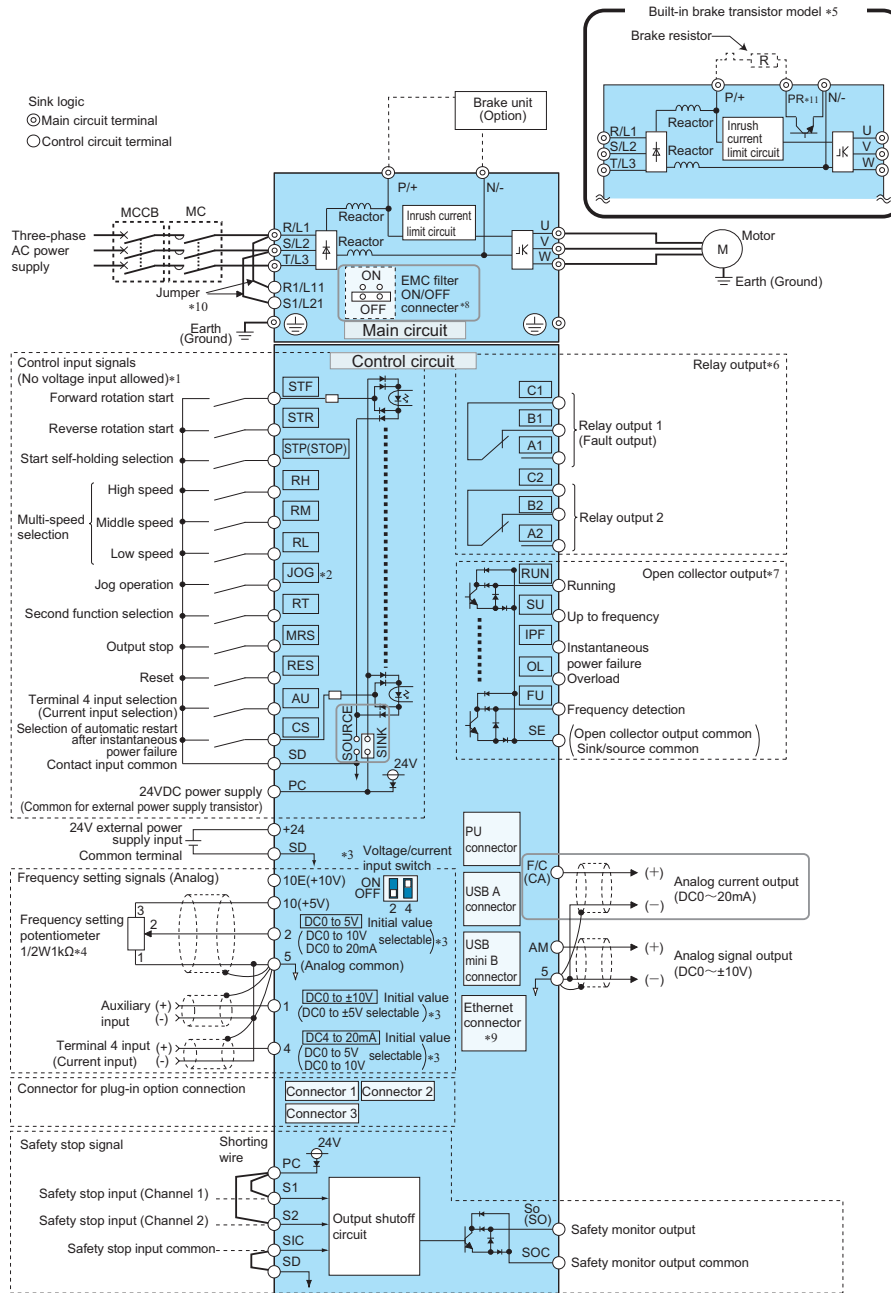 Built-in brake transistor model *5
Brake resistor
R
P/+
PR*11
N/-
R/L1
S/L2
T/L3
Reactor
Reactor
Inrush
current
limit circuit
U
V
W
Sink logic
Main circuit terminal
Control circuit terminal
Brake unit
(Option)
P/+
N/-
MCCB
MC
Three-phase
AC power
supply
R/L1
S/L2
T/L3
R1/L11
S1/L21
Jumper
*10
Earth
(Ground)
Reactor
Reactor
Inrush current
limit circuit
ON
OFF
EMC filter
ON/OFF
connecter*8
Main circuit
U
V
W
Motor
M
Earth (Ground)
Control circuit
Control input signals
(No voltage input allowed)*1
Forward rotation start
STF
Reverse rotation start
STR
Start self-holding selection
STP(STOP)
Multi-speed
selection
High speed
RH
Middle speed
RM
Low speed
RL
Jog operation
JOG *2
Second function selection
RT
Output stop
MRS
Reset
RES
Terminal 4 input selection
(Current input selection)
AU
Selection of automatic restart
after instantaneous
power failure
CS
Contact input common
SD
SOURCE
SINK
24V
24VDC power supply
(Common for external power supply transistor)
PC
24V external power
supply input
+24
Common terminal
SD
Relay output*6
C1
B1
A1
Relay output 1
(Fault output)
C2
B2
A2
Relay output 2
Open collector output*7
RUN
Running
SU
Up to frequency
IPF
Instantaneous
power failure
OL
Overload
FU
Frequency detection
SE
(Open collector output common
Sink/source common)
Frequency setting signals (Analog)
*3 Voltage/current
input switch
ON
OFF
2 4
10E(+10V)
10(+5V)
Frequency setting
potentiometer
1/2W1kΩ*4
3
2
1
2
DC0 to 5V Initial value
(DC0 to 10V
DC0 to 20mA selectable)*3
5
(Analog common)
Auxiliary
input
(+)
(-)
1
DC0 to ±10V Initial value
(DC0 to ±5V selectable)*3
Terminal 4 input
(Current input)
(+)
(-)
4
DC4 to 20mA Initial value
(DC0 to 5V
DC0 to 10V selectable)*3
PU
connector
USB A
connector
USB
mini B
connector
Ethernet
connector
*9
F/C
(CA)
(+)
(−)
Analog current output
(DC0～20mA)
AM
5
(+)
(−)
Analog signal output
(DC0～±10V)
Connector for plug-in option connection
Connector 1
Connector 2
Connector 3
Safety stop signal
Shorting
wire
24V
PC
Safety stop input (Channel 1)
S1
Safety stop input (Channel 2)
S2
Safety stop input common
SIC
SD
Output shutoff
circuit
So
(SO)
Safety monitor output
SOC
Safety monitor output common